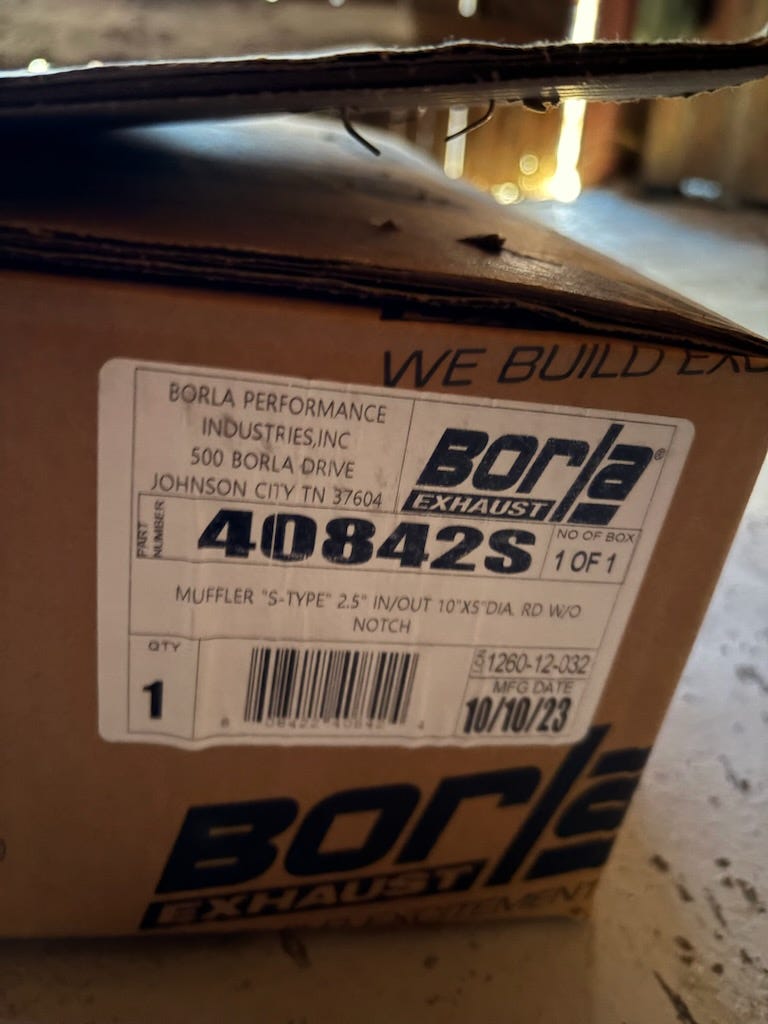 WE BUILD
BORLA PERFORMANCE
INDUSTRIES,INC
500 BORLA DRIVE
JOHNSON CITY TN 37604
BORla®
EXHAUST
PART
NUMBER
40842S
NO OF BOX
1 OF 1
MUFFLER "S-TYPE" 2.5" IN/OUT 10"X5"DIA. RD W/O
NOTCH
QTY
1
1260-12-032
MFG DATE
10/10/23
BORla
EXHAUST
EXCITEMENT